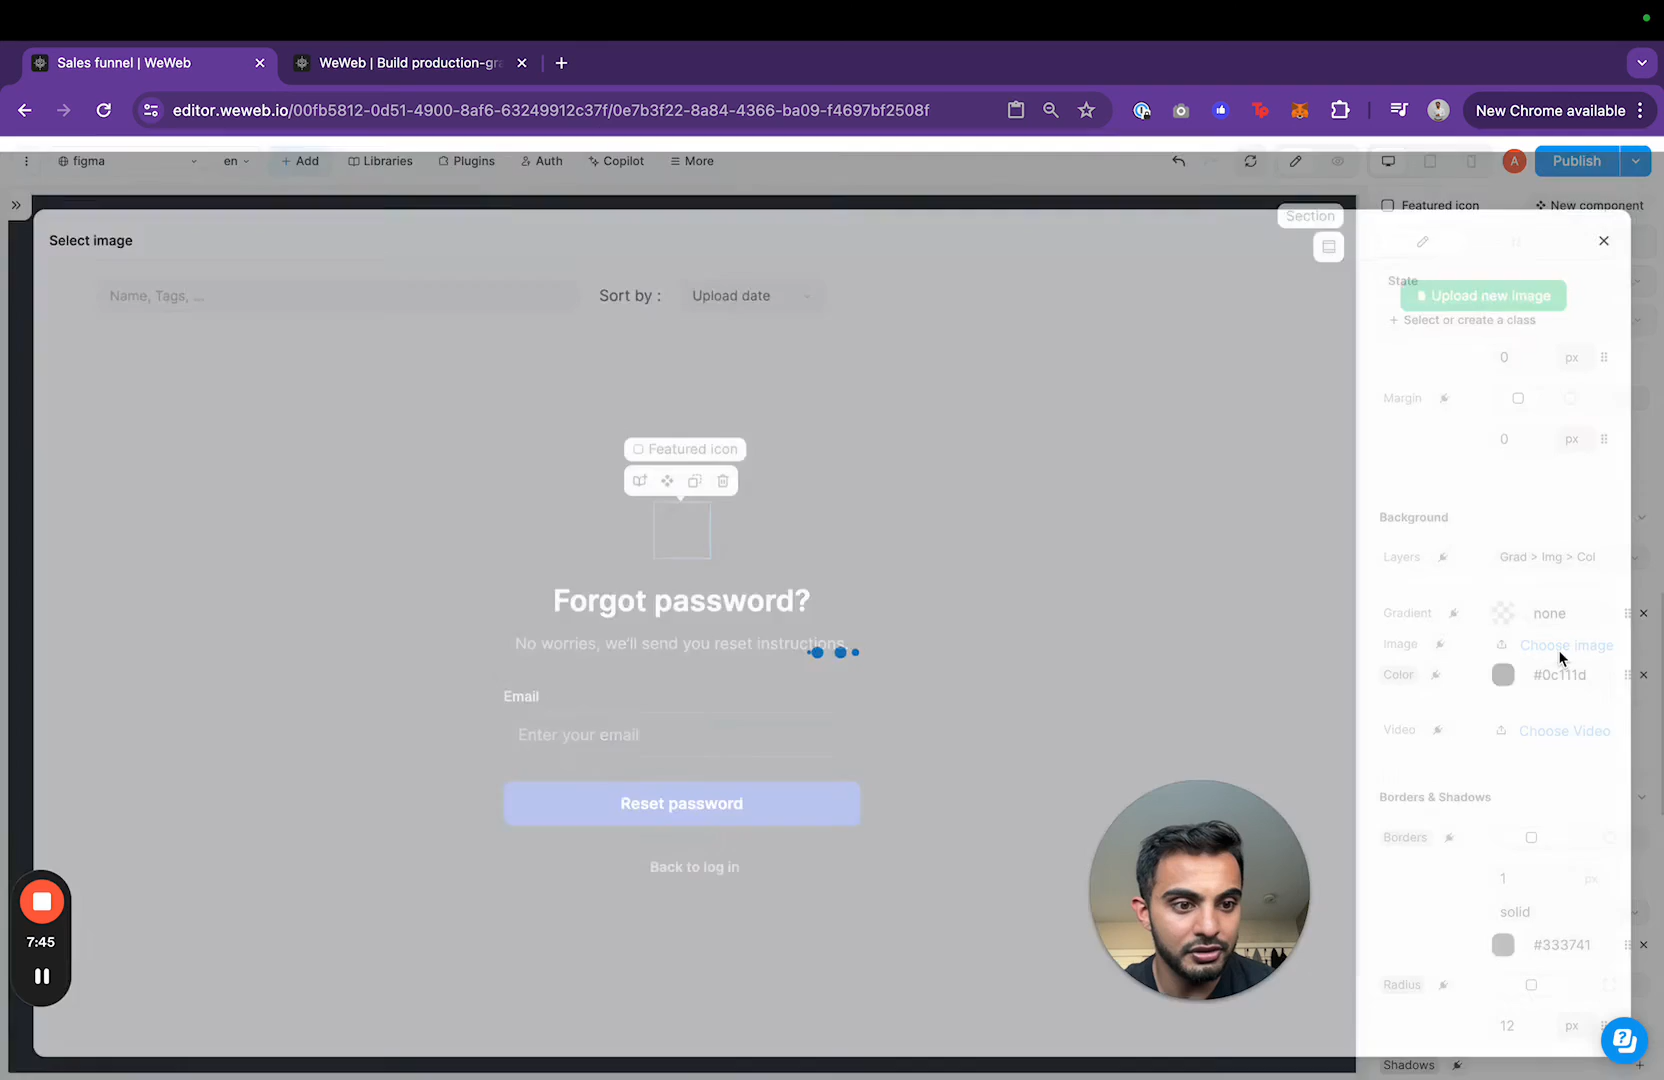 Sales funnel | WeWeb
WeWeb | Build production-gra
editor.weweb.io/00fb5812-0d51-4900-8af6-63249912c37f/0e7b3f22-8a84-4366-ba09-f4697bf2508f
New Chrome available
figma
en
+ Add
Libraries
Plugins
Auth
Copilot
More
A
Publish
Featured icon
New component
Section
Select image
Name, Tags, ...
Sort by :
Upload date
State
Upload new image
+ Select or create a class
0
px
Margin
0
px
Featured icon
Background
Layers
Grad > Img > Col
Forgot password?
Gradient
none
No worries, we'll send you reset instructions.
Image
Choose image
Color
#0c111d
Email
Enter your email
Video
Choose Video
Reset password
Borders & Shadows
Borders
Back to log in
1
px
solid
7:45
#333741
Radius
12
px
Shadows
+